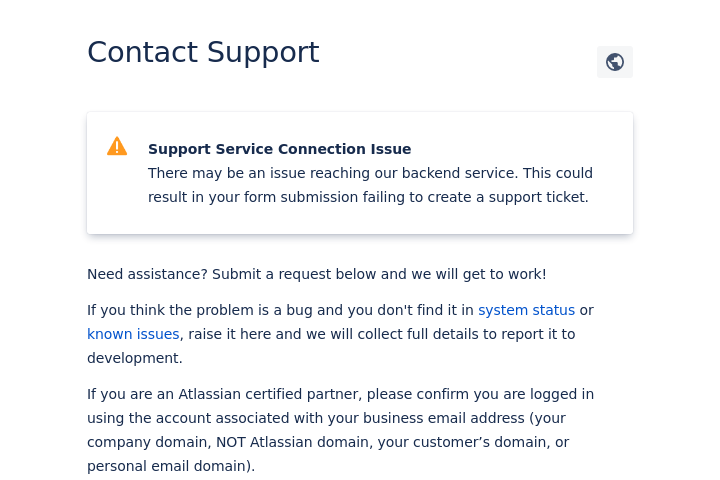 Contact Support
Support Service Connection Issue
There may be an issue reaching our backend service. This could
result in your form submission failing to create a support ticket.
Need assistance? Submit a request below and we will get to work!
If you think the problem is a bug and you don't find it in system status or
known issues, raise it here and we will collect full details to report it to
development.
If you are an Atlassian certified partner, please confirm you are logged in
using the account associated with your business email address (your
company domain, NOT Atlassian domain, your customer’s domain, or
personal email domain).